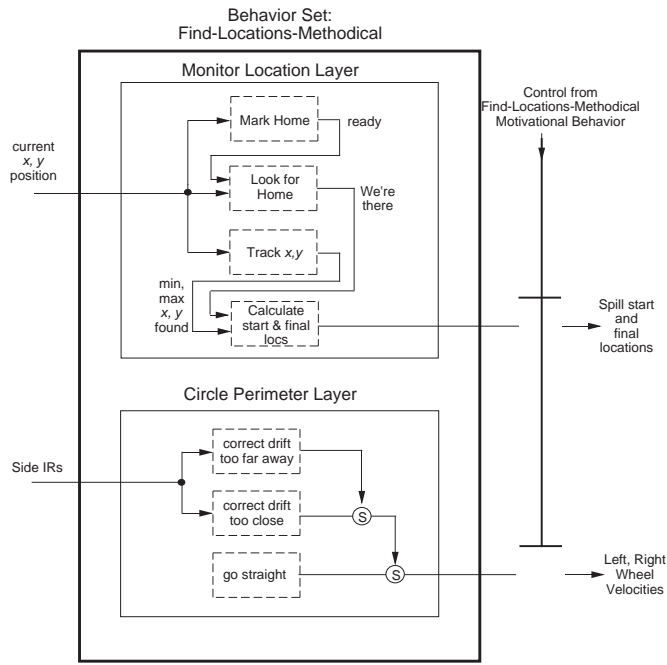 Behavior Set:
Find-Locations-Methodical
Monitor Location Layer
Control from
Find-Locations-Methodical
Motivational Behavior
Mark Home
ready
current
x, y
position
Look for
Home
We're
there
Track x,y
min,
max
x, y
found
Calculate
start & final
locs
Spill start
and
final
locations
Circle Perimeter Layer
correct drift
too far away
Side IRs
correct drift
too close
S
go straight
S
Left, Right
Wheel
Velocities